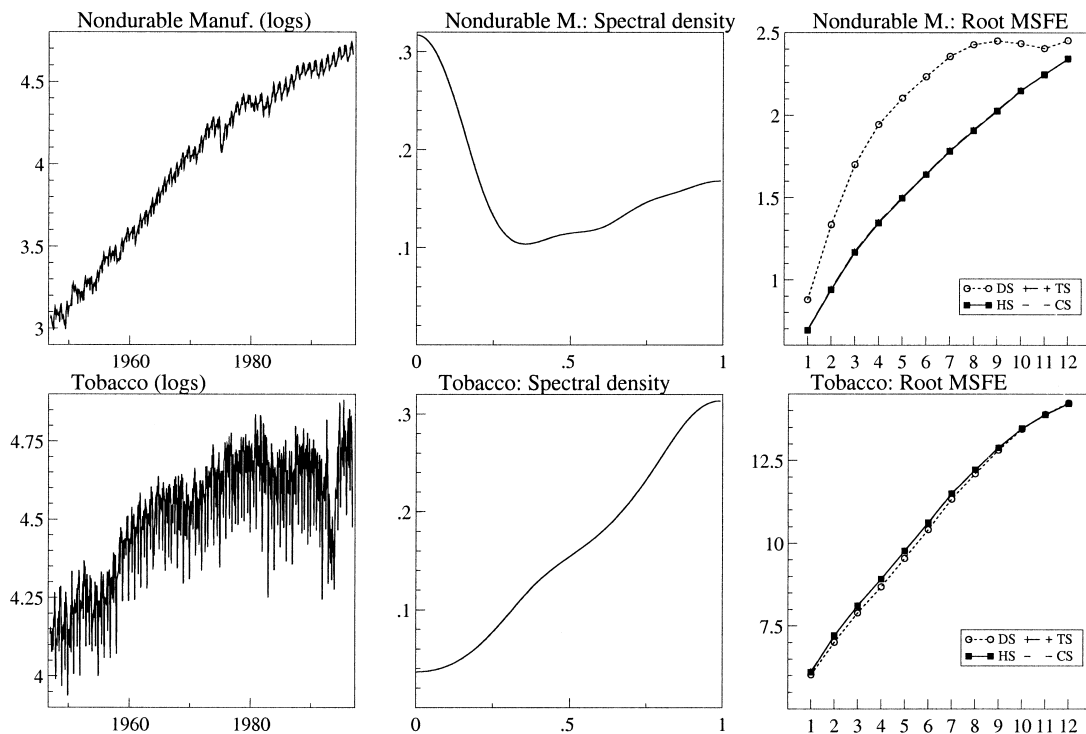 Nondurable Manuf. (logs)
4.5
4
3.5
3
1960
1980
Nondurable M.: Spectral density
.3
.2
.1
0
.5
1
Nondurable M.: Root MSFE
2.5
2
1.5
1
DS
TS
HS
CS
1 2 3 4 5 6 7 8 9 10 11 12
Tobacco (logs)
4.75
4.5
4.25
4
1960
1980
Tobacco: Spectral density
.3
.2
.1
0
.5
1
Tobacco: Root MSFE
12.5
10
7.5
DS
TS
HS
CS
1 2 3 4 5 6 7 8 9 10 11 12